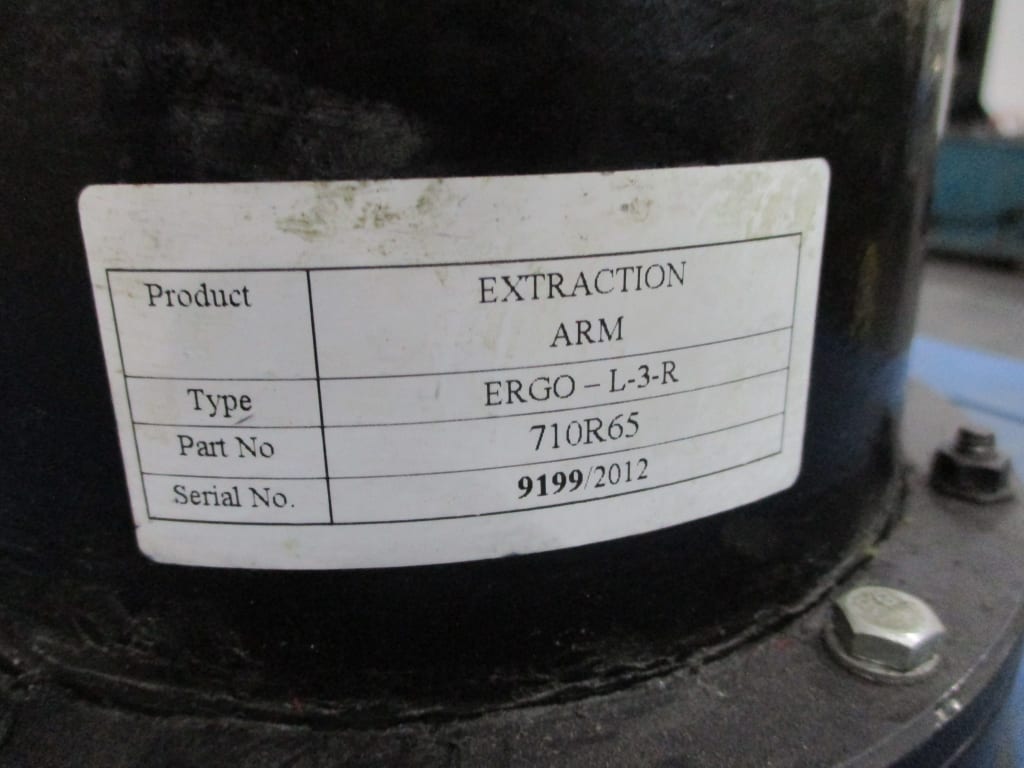 Product EXTRACTION
ARM
Type ERGO – L-3-R
Part No 710R65
Serial No. 9199/2012